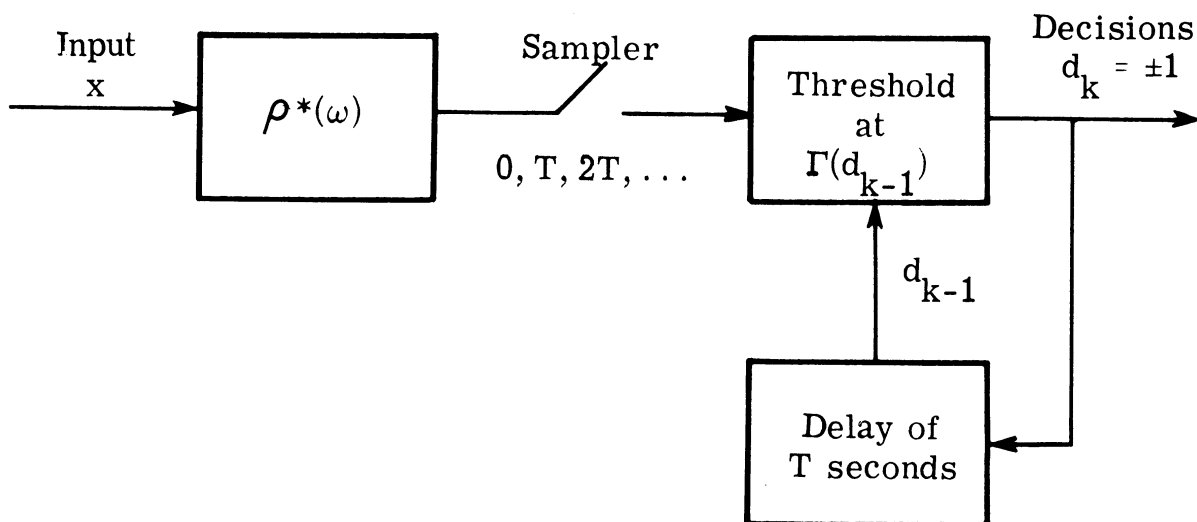 Input
x
ρ*(ω)
Sampler
0, T, 2T, . . .
Threshold
at
Γ(d_{k-1})
Decisions
d_k = ±1
d_{k-1}
Delay of
T seconds